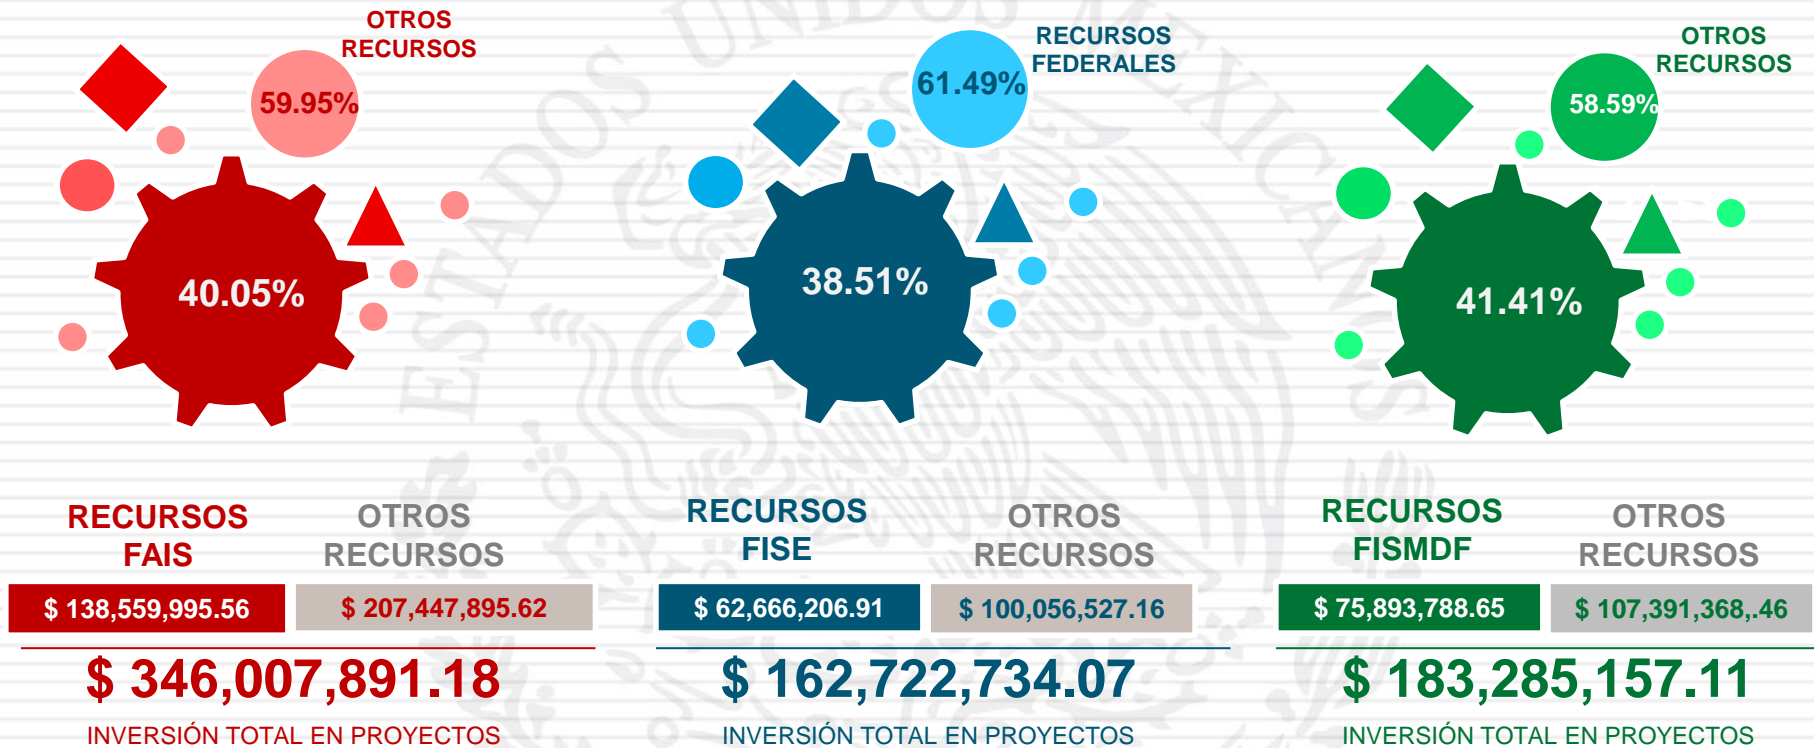 OTROS
RECURSOS
59.95%
40.05%
RECURSOS
FAIS
OTROS
RECURSOS
$ 138,559,995.56
$ 207,447,895.62
$ 346,007,891.18
INVERSIÓN TOTAL EN PROYECTOS
RECURSOS
FEDERALES
61.49%
38.51%
RECURSOS
FISE
OTROS
RECURSOS
$ 62,666,206.91
$ 100,056,527.16
$ 162,722,734.07
INVERSIÓN TOTAL EN PROYECTOS
OTROS
RECURSOS
58.59%
41.41%
RECURSOS
FISMDF
OTROS
RECURSOS
$ 75,893,788.65
$ 107,391,368,.46
$ 183,285,157.11
INVERSIÓN TOTAL EN PROYECTOS
ESTADOS UNIDOS MEXICANOS